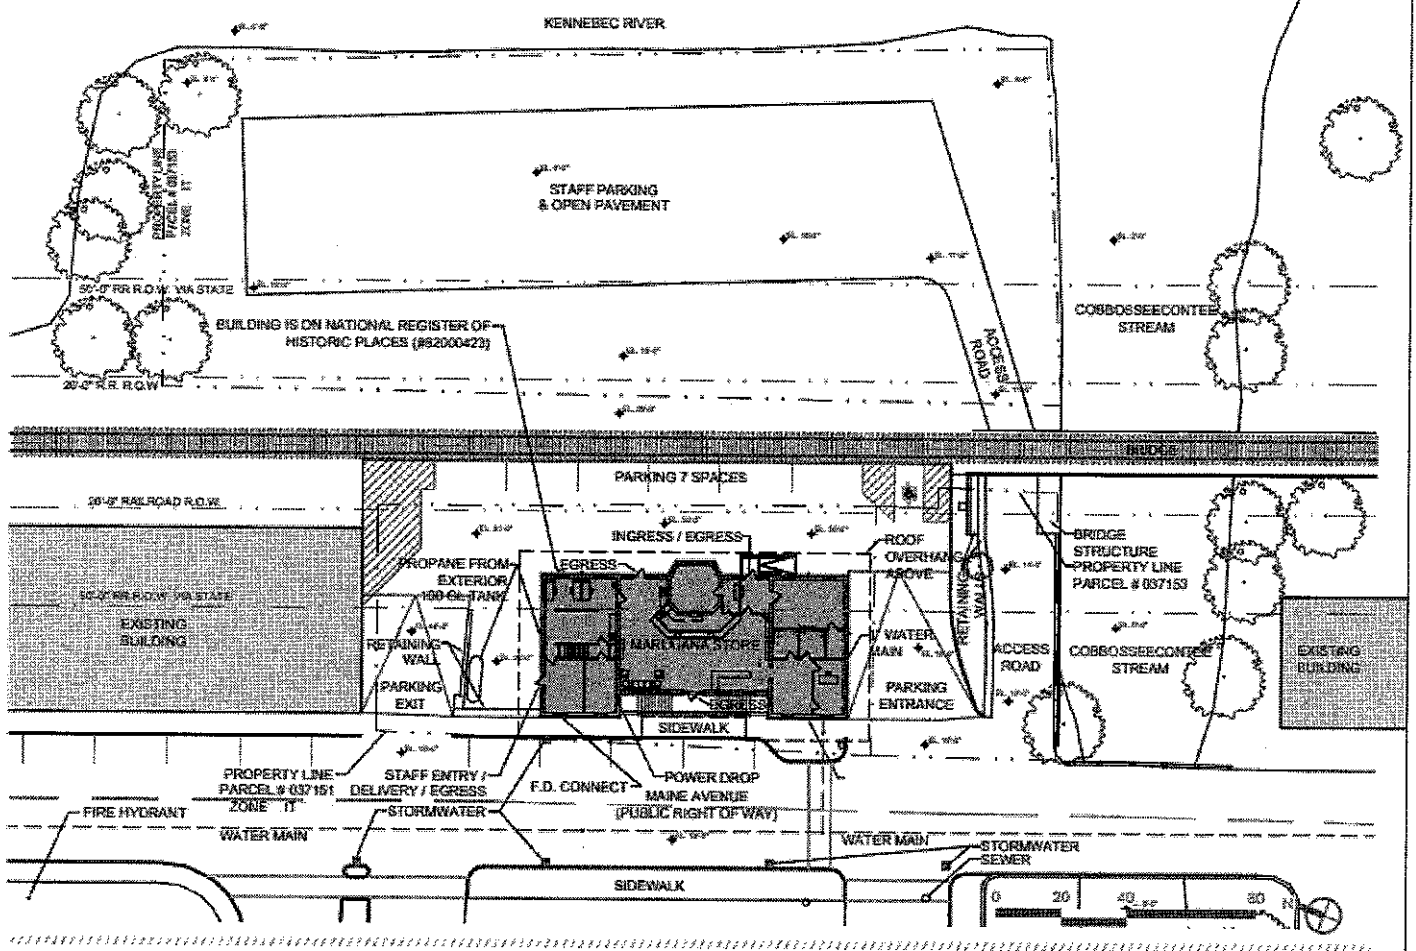 KENNEBEC RIVER
PROPERTY LINE
PARCEL # 037153
ZONE IT
STAFF PARKING
& OPEN PAVEMENT
50'-0" RR R.O.W. VIA STATE
COBBOSSEECONTEE
STREAM
BUILDING IS ON NATIONAL REGISTER OF
HISTORIC PLACES (#82000423)
ACCESS
ROAD
20'-0" R.R. R.O.W
BRIDGE
PARKING 7 SPACES
20'-0" RAILROAD R.O.W.
INGRESS / EGRESS
ROOF
OVERHANG
ABOVE
BRIDGE
STRUCTURE
PROPERTY LINE
PARCEL # 037153
PROPANE FROM
EXTERIOR
100 GL TANK
EGRESS
RETAINING
WALL
50'-0" RR R.O.W. VIA STATE
EXISTING
BUILDING
RETAINING
WALL
MARIJUANA STORE
WATER
MAIN
ACCESS
ROAD
COBBOSSEECONTEE
STREAM
EXISTING
BUILDING
PARKING
EXIT
PARKING
ENTRANCE
EGRESS
SIDEWALK
PROPERTY LINE
PARCEL # 037151
ZONE IT
STAFF ENTRY /
DELIVERY / EGRESS
F.D. CONNECT
POWER DROP
MAINE AVENUE
(PUBLIC RIGHT OF WAY)
FIRE HYDRANT
STORMWATER
WATER MAIN
WATER MAIN
STORMWATER
SEWER
SIDEWALK
0 20 40 80 N